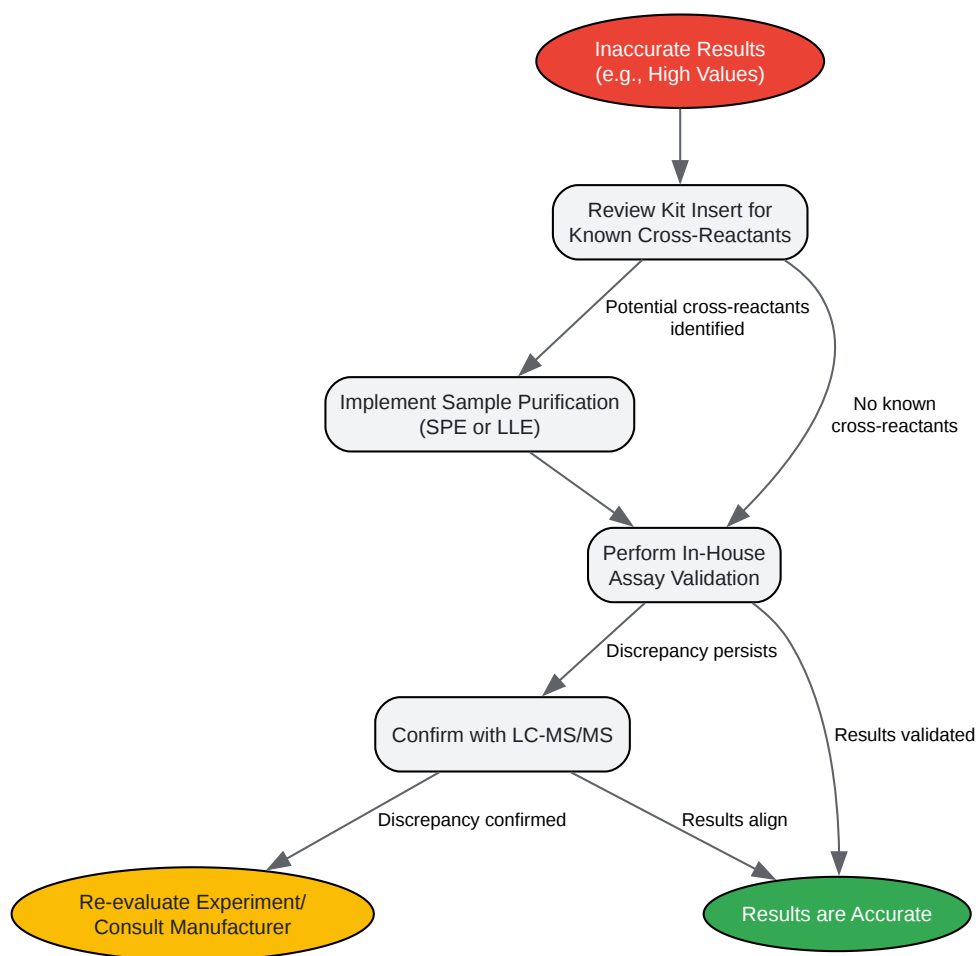 Inaccurate Results
(e.g., High Values)
Review Kit Insert for
Known Cross-Reactants
Potential cross-reactants
identified
Implement Sample Purification
(SPE or LLE)
No known
cross-reactants
Perform In-House
Assay Validation
Discrepancy persists
Confirm with LC-MS/MS
Results validated
Discrepancy confirmed
Results align
Re-evaluate Experiment/
Consult Manufacturer
Results are Accurate